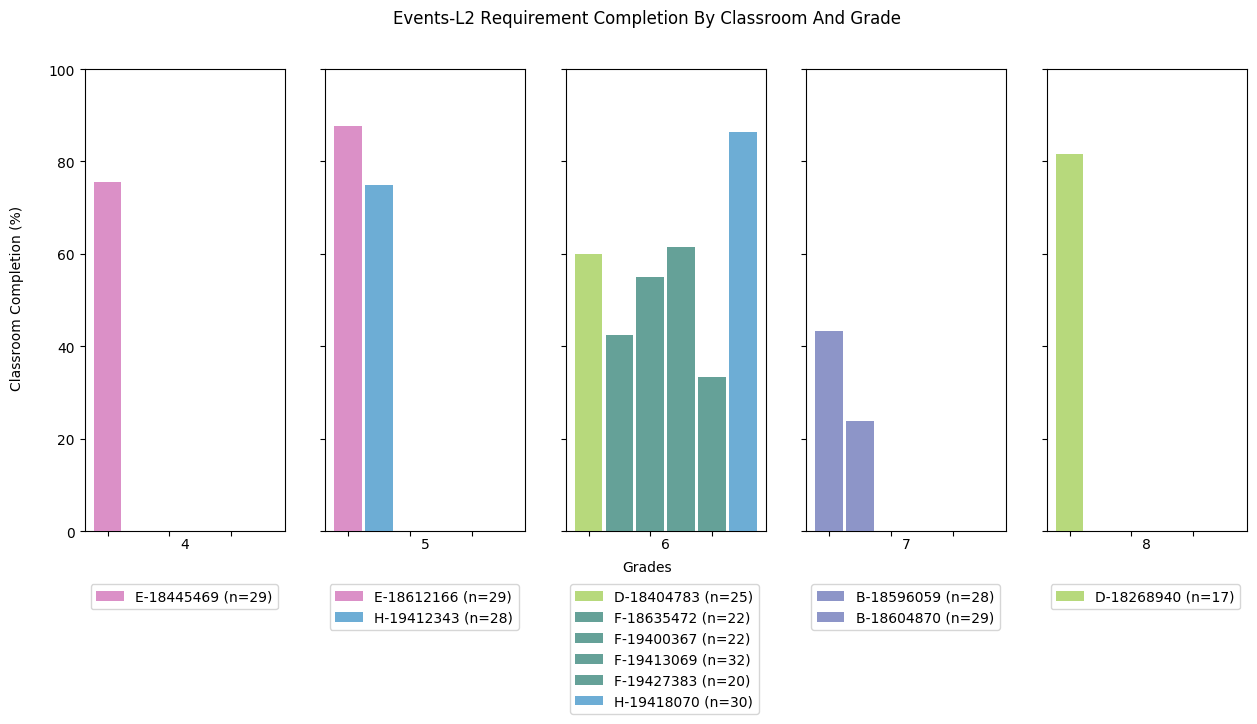 Events-L2 Requirement Completion By Classroom And Grade
Classroom Completion (%)
100
80
60
40
20
0
4
5
6
7
8
Grades
E-18445469 (n=29)
E-18612166 (n=29)
H-19412343 (n=28)
D-18404783 (n=25)
F-18635472 (n=22)
F-19400367 (n=22)
F-19413069 (n=32)
F-19427383 (n=20)
H-19418070 (n=30)
B-18596059 (n=28)
B-18604870 (n=29)
D-18268940 (n=17)